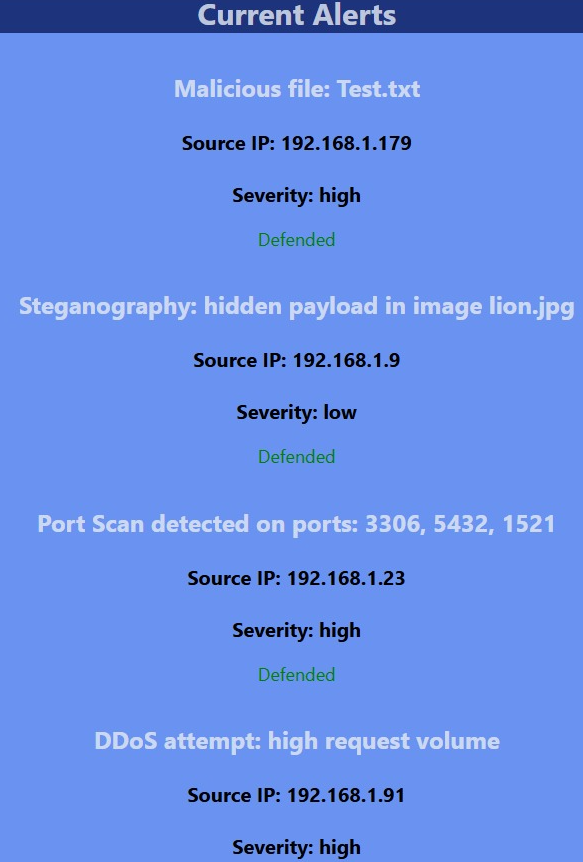 Current Alerts
Malicious file: Test.txt
Source IP: 192.168.1.179
Severity: high
Defended
Steganography: hidden payload in image lion.jpg
Source IP: 192.168.1.9
Severity: low
Defended
Port Scan detected on ports: 3306, 5432, 1521
Source IP: 192.168.1.23
Severity: high
Defended
DDoS attempt: high request volume
Source IP: 192.168.1.91
Severity: high